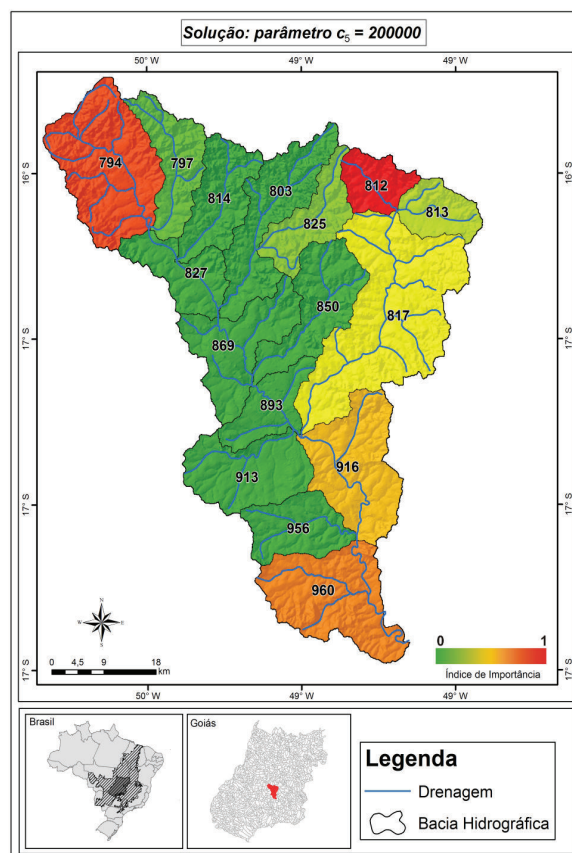 Solução: parâmetro c5 = 200000
50° W 49° W 49° W
16° S 16° S
17° S 17° S
17° S 17° S
17° S 17° S
794
797
814
803
812
813
825
827
850
817
869
893
916
913
956
960
N
W E
S
0 4,5 9 18
km
0 1
Índice de Importância
50° W 49° W 49° W
Brasil
Goiás
Legenda
Drenagem
Bacia Hidrográfica